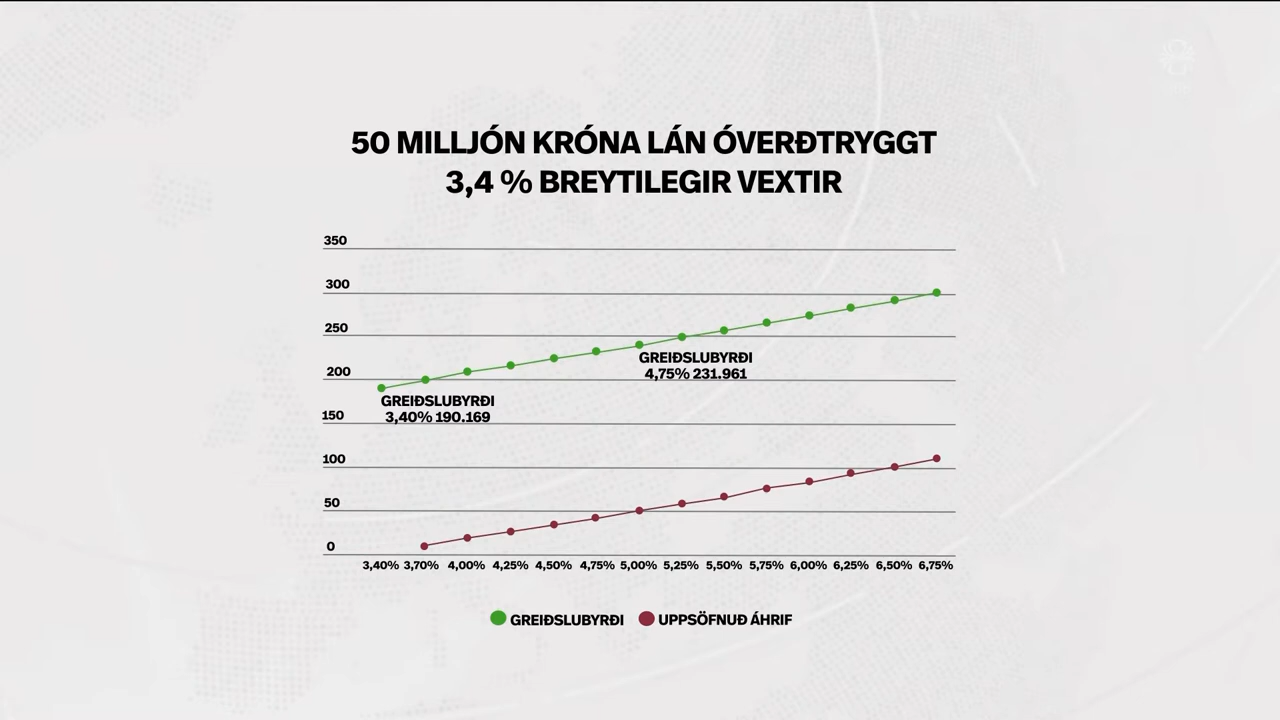 50 MILLJÓN KRÓNA LÁN ÓVERÐTRYGGT
3,4 % BREYTILEGIR VEXTIR
350
300
250
GREIÐSLUBYRÐI
4,75% 231.961
200
GREIÐSLUBYRÐI
3,40% 190.169
150
100
50
0
3,40% 3,70% 4,00% 4,25% 4,50% 4,75% 5,00% 5,25% 5,50% 5,75% 6,00% 6,25% 6,50% 6,75%
GREIÐSLUBYRÐI UPPSÖFNUÐ ÁHRIF